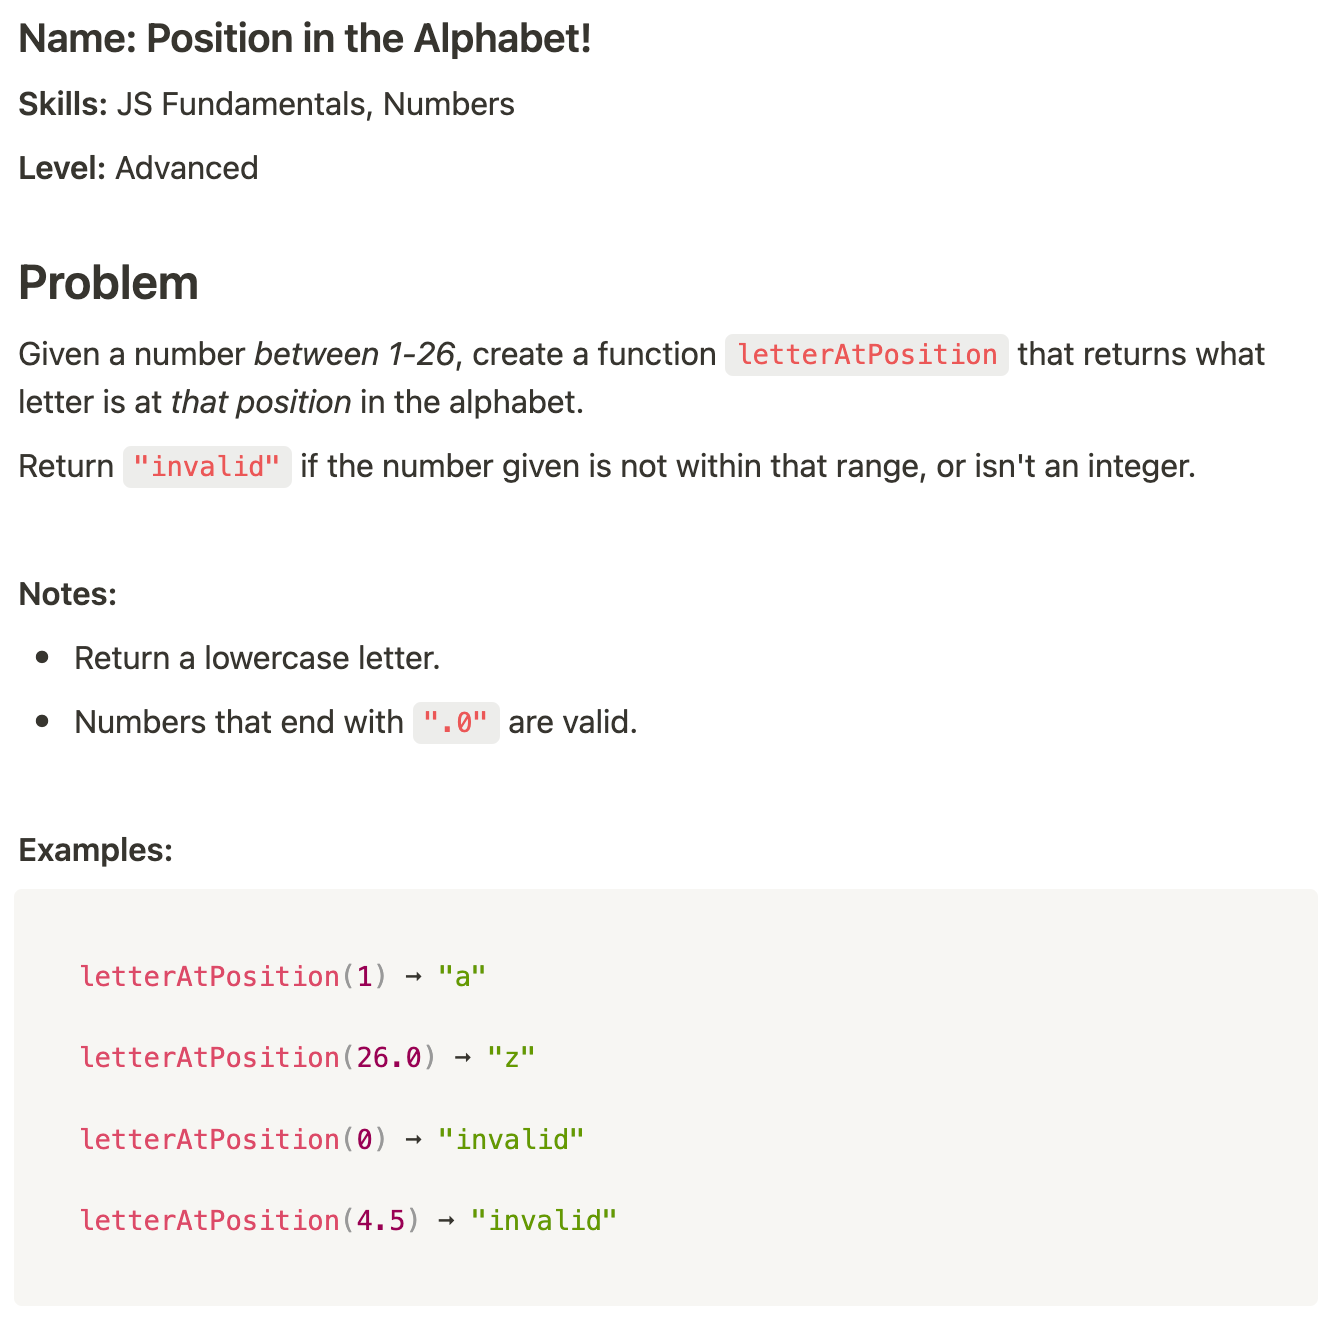 Name: Position in the Alphabet!
Skills: JS Fundamentals, Numbers
Level: Advanced
Problem
Given a number between 1-26, create a function letterAtPosition that returns what
letter is at that position in the alphabet.
Return "invalid" if the number given is not within that range, or isn't an integer.
Notes:
• Return a lowercase letter.
• Numbers that end with ".0" are valid.
Examples:
letterAtPosition(1) → "a"
letterAtPosition(26.0) → "z"
letterAtPosition(0) → "invalid"
letterAtPosition(4.5) → "invalid"